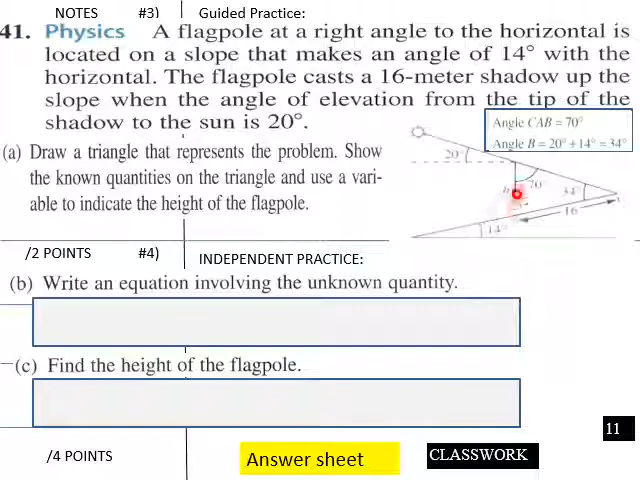 NOTES #3) Guided Practice:
41. Physics A flagpole at a right angle to the horizontal is
located on a slope that makes an angle of 14° with the
horizontal. The flagpole casts a 16-meter shadow up the
slope when the angle of elevation from the tip of the
shadow to the sun is 20°.
Angle CAB = 70°
Angle B = 20° + 14° = 34°
(a) Draw a triangle that represents the problem. Show
the known quantities on the triangle and use a vari-
able to indicate the height of the flagpole.
20°
70°
34°
16
14°
/2 POINTS #4) INDEPENDENT PRACTICE:
(b) Write an equation involving the unknown quantity.
(c) Find the height of the flagpole.
11
/4 POINTS Answer sheet CLASSWORK